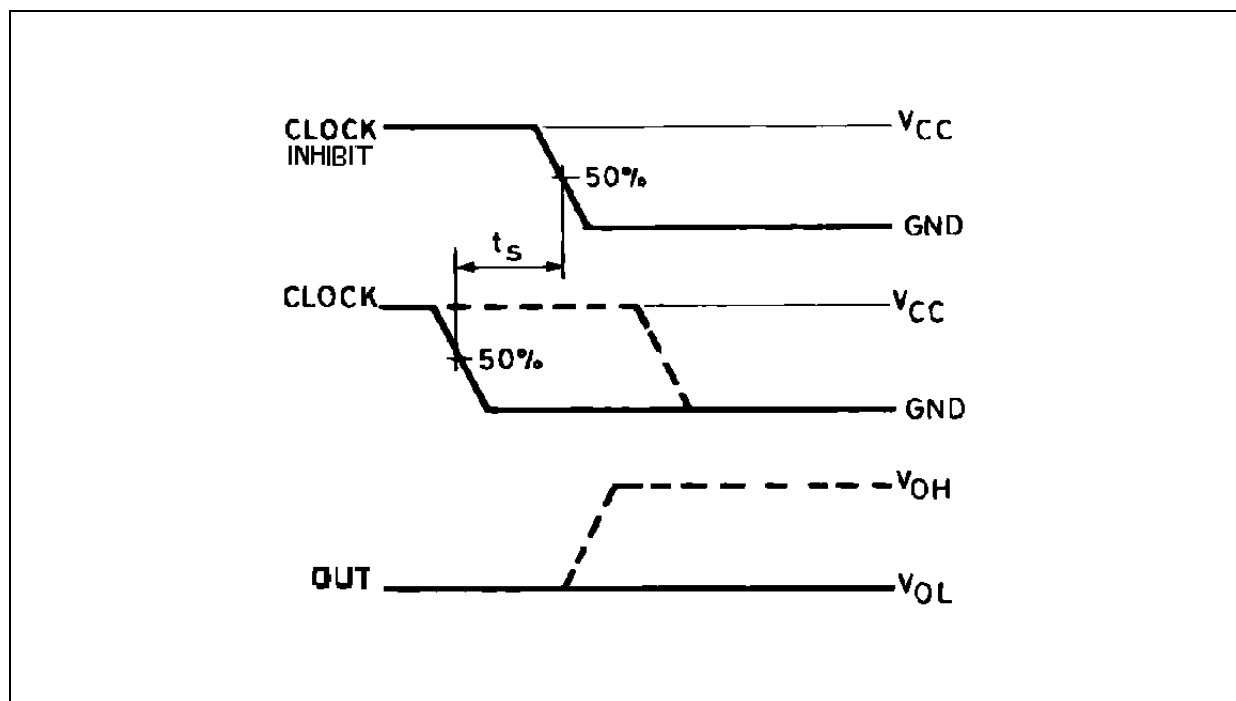 CLOCK
INHIBIT
VCC
50%
GND
ts
CLOCK
VCC
50%
GND
VOH
OUT
VOL